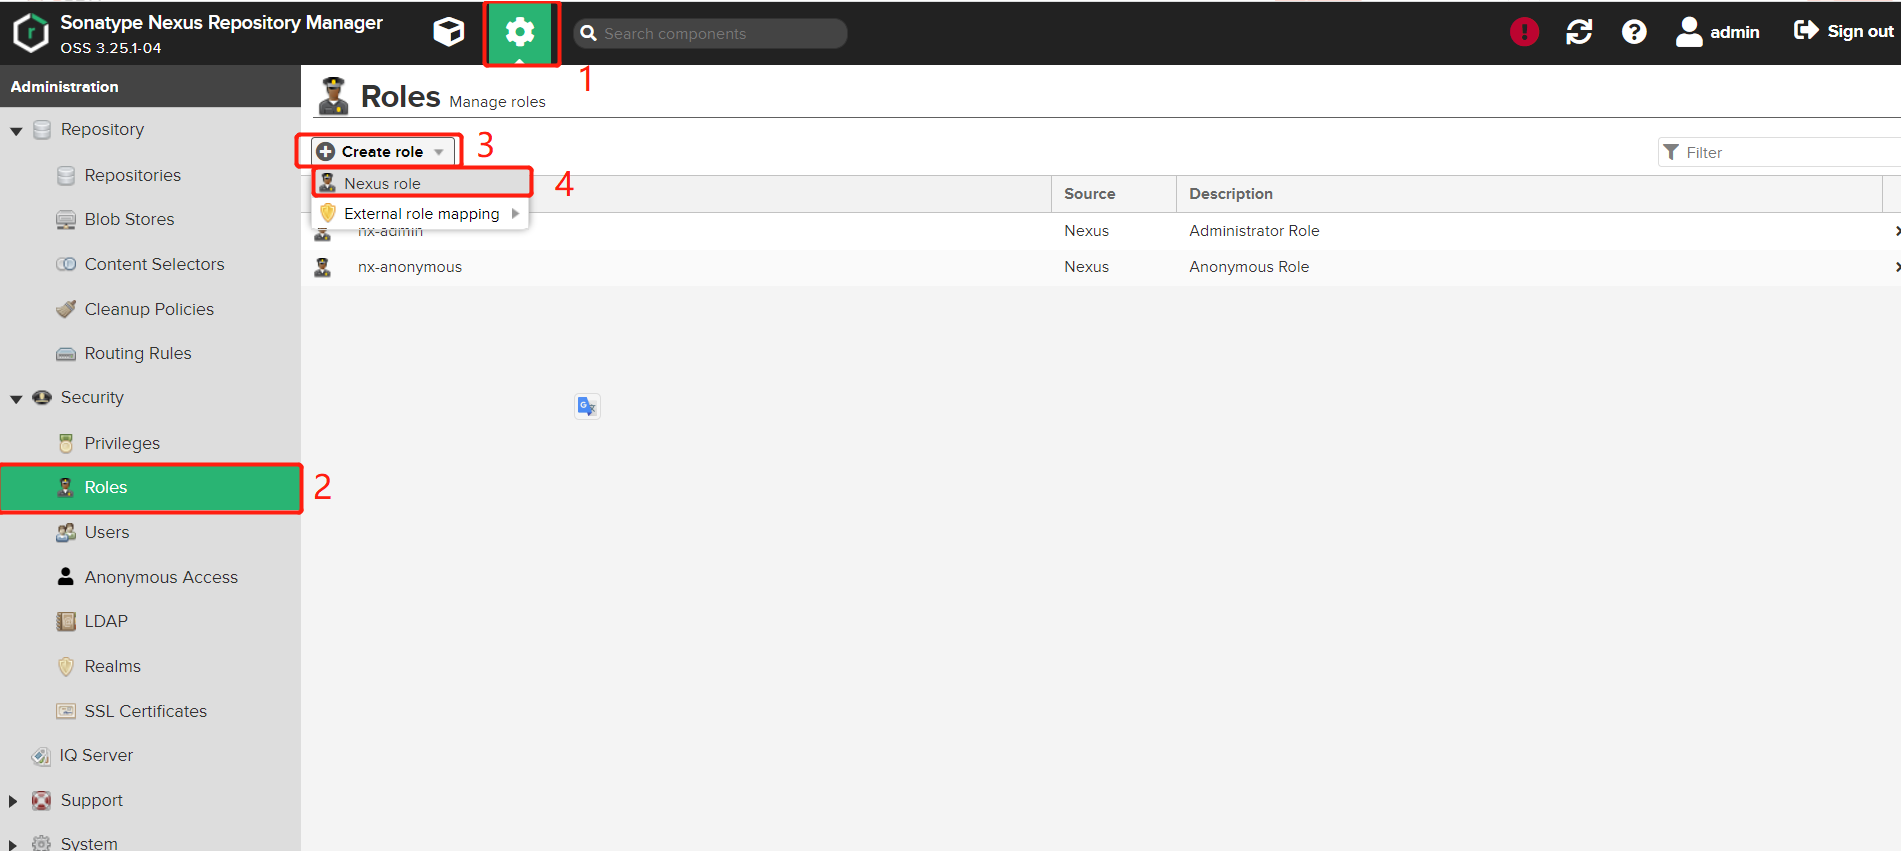 Sonatype Nexus Repository Manager
OSS 3.25.1-04
Search components
admin
Sign out
1
Administration
Roles Manage roles
Repository
Create role
3
Filter
Repositories
Nexus role
4
Source
Description
External role mapping
Blob Stores
nx-admin
Nexus
Administrator Role
Content Selectors
nx-anonymous
Nexus
Anonymous Role
Cleanup Policies
Routing Rules
Security
Privileges
Roles
2
Users
Anonymous Access
LDAP
Realms
SSL Certificates
IQ Server
Support
System